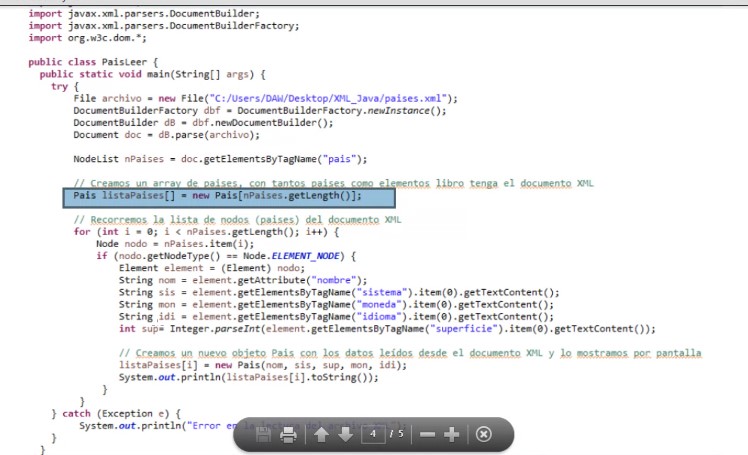 import javax.xml.parsers.DocumentBuilder;
import javax.xml.parsers.DocumentBuilderFactory;
import org.w3c.dom.*;
public class PaisLeer {
public static void main(String[] args) {
try {
File archivo = new File("C:/Users/DAW/Desktop/XML_Java/paises.xml");
DocumentBuilderFactory dbf = DocumentBuilderFactory.newInstance();
DocumentBuilder dB = dbf.newDocumentBuilder();
Document doc = dB.parse(archivo);
NodeList nPaises = doc.getElementsByTagName("pais");
// Creamos un array de paises, con tantos paises como elementos libro tenga el documento XML
Pais listaPaises[] = new Pais[nPaises.getLength()];
// Recorremos la lista de nodos (paises) del documento XML
for (int i = 0; i < nPaises.getLength(); i++) {
Node nodo = nPaises.item(i);
if (nodo.getNodeType() == Node.ELEMENT_NODE) {
Element element = (Element) nodo;
String nom = element.getAttribute("nombre");
String sis = element.getElementsByTagName("sistema").item(0).getTextContent();
String mon = element.getElementsByTagName("moneda").item(0).getTextContent();
String idi = element.getElementsByTagName("idioma").item(0).getTextContent();
int sup= Integer.parseInt(element.getElementsByTagName("superficie").item(0).getTextContent());
// Creamos un nuevo objeto Pais con los datos leídos desde el documento XML y lo mostramos por pantalla
listaPaises[i] = new Pais(nom, sis, sup, mon, idi);
System.out.println(listaPaises[i].toString());
}
}
} catch (Exception e) {
System.out.println("Error en
4 / 5
}
}